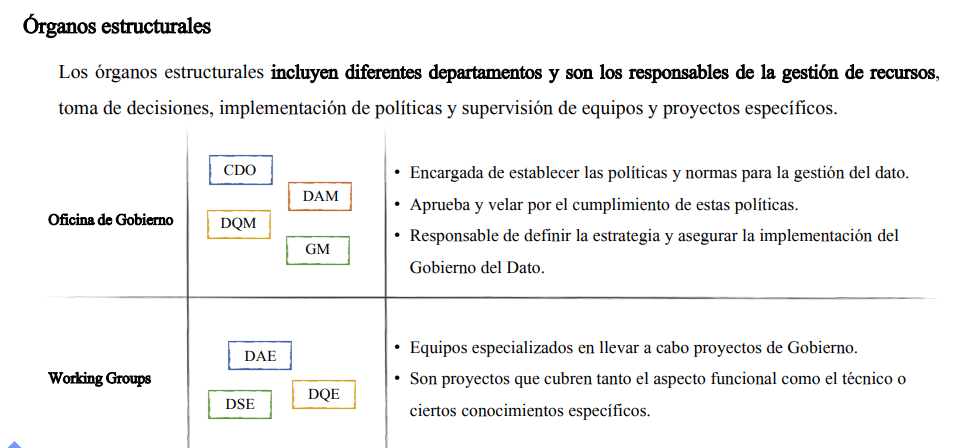 Órganos estructurales
Los órganos estructurales incluyen diferentes departamentos y son los responsables de la gestión de recursos,
toma de decisiones, implementación de políticas y supervisión de equipos y proyectos específicos.
Oficina de Gobierno
CDO
DAM
DQM
GM
• Encargada de establecer las políticas y normas para la gestión del dato.
• Aprueba y velar por el cumplimiento de estas políticas.
• Responsable de definir la estrategia y asegurar la implementación del
Gobierno del Dato.
Working Groups
DAE
DQE
DSE
• Equipos especializados en llevar a cabo proyectos de Gobierno.
• Son proyectos que cubren tanto el aspecto funcional como el técnico o
ciertos conocimientos específicos.